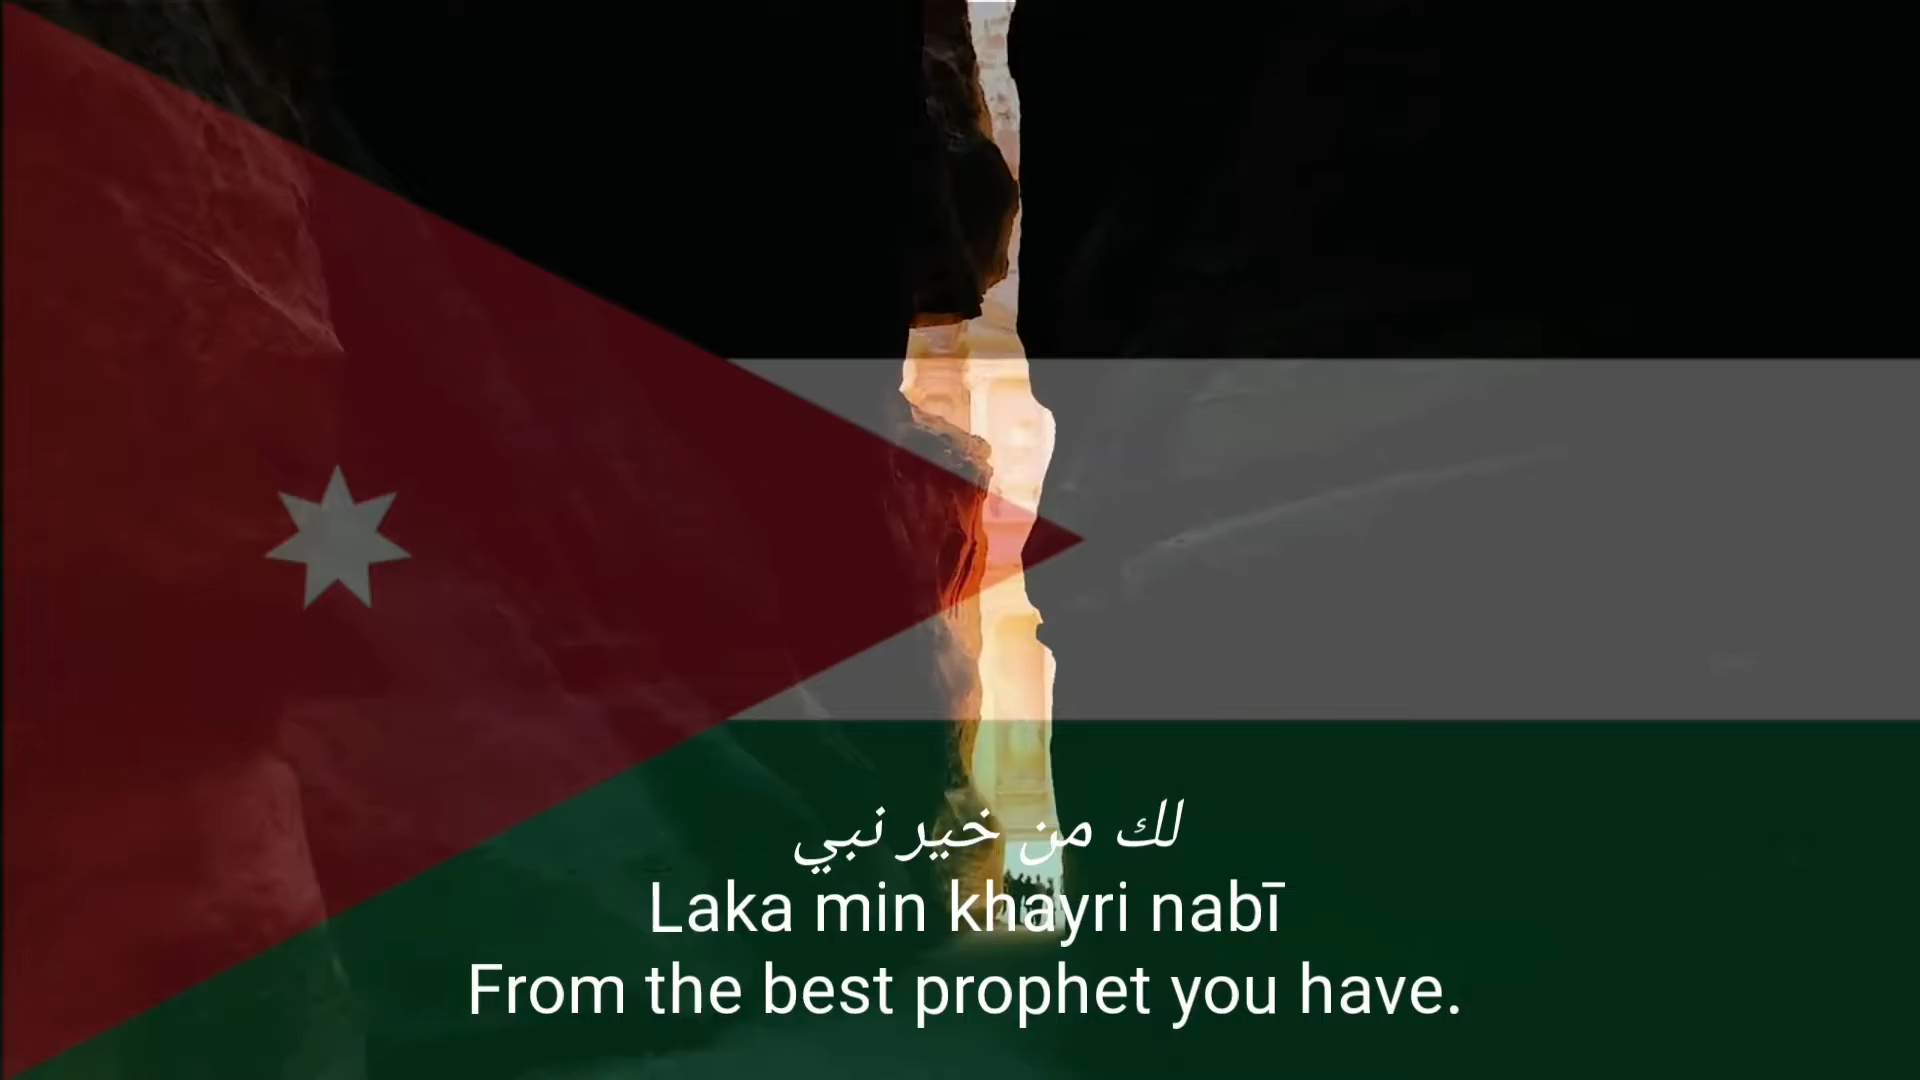 لك من خير نبي
Laka min khayri nabī
From the best prophet you have.